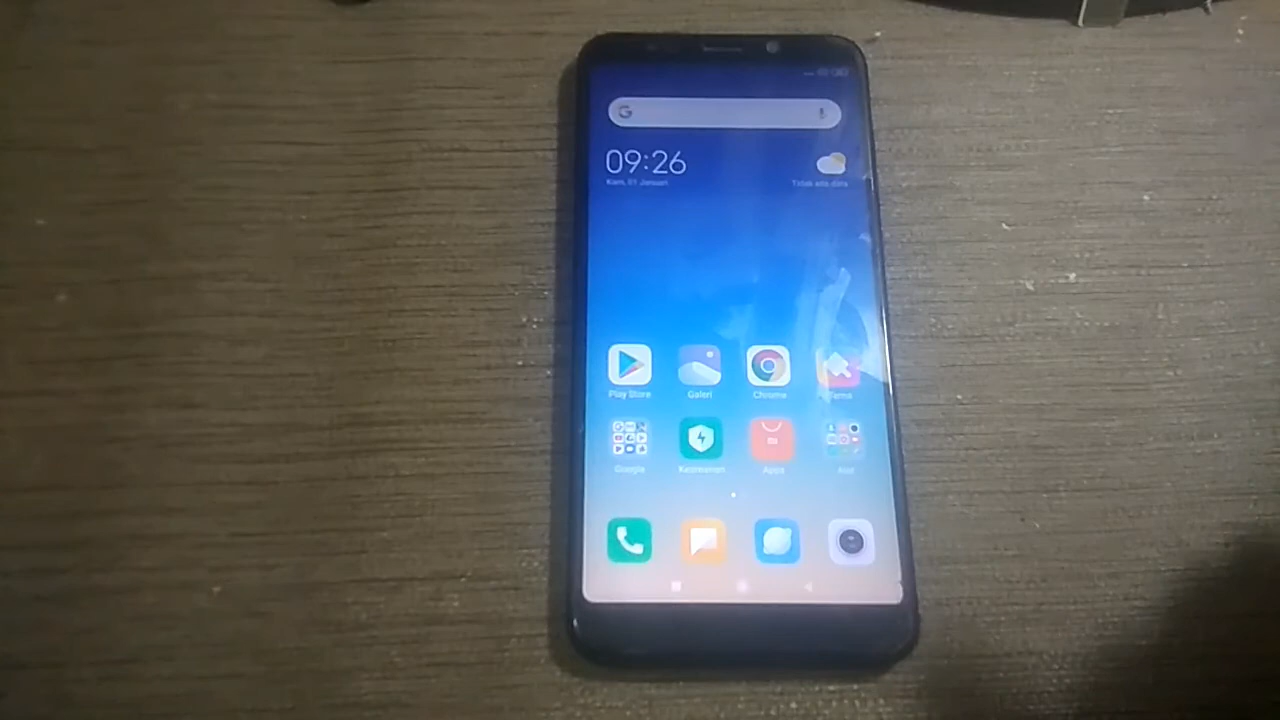 09:26
Kam, 01 Januari
Tidak ada data
Play Store
Galeri
Chrome
Tema
Google
Keamanan
Apps
Alat